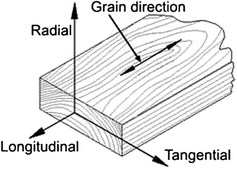 Grain direction
Radial
Longitudinal
Tangential